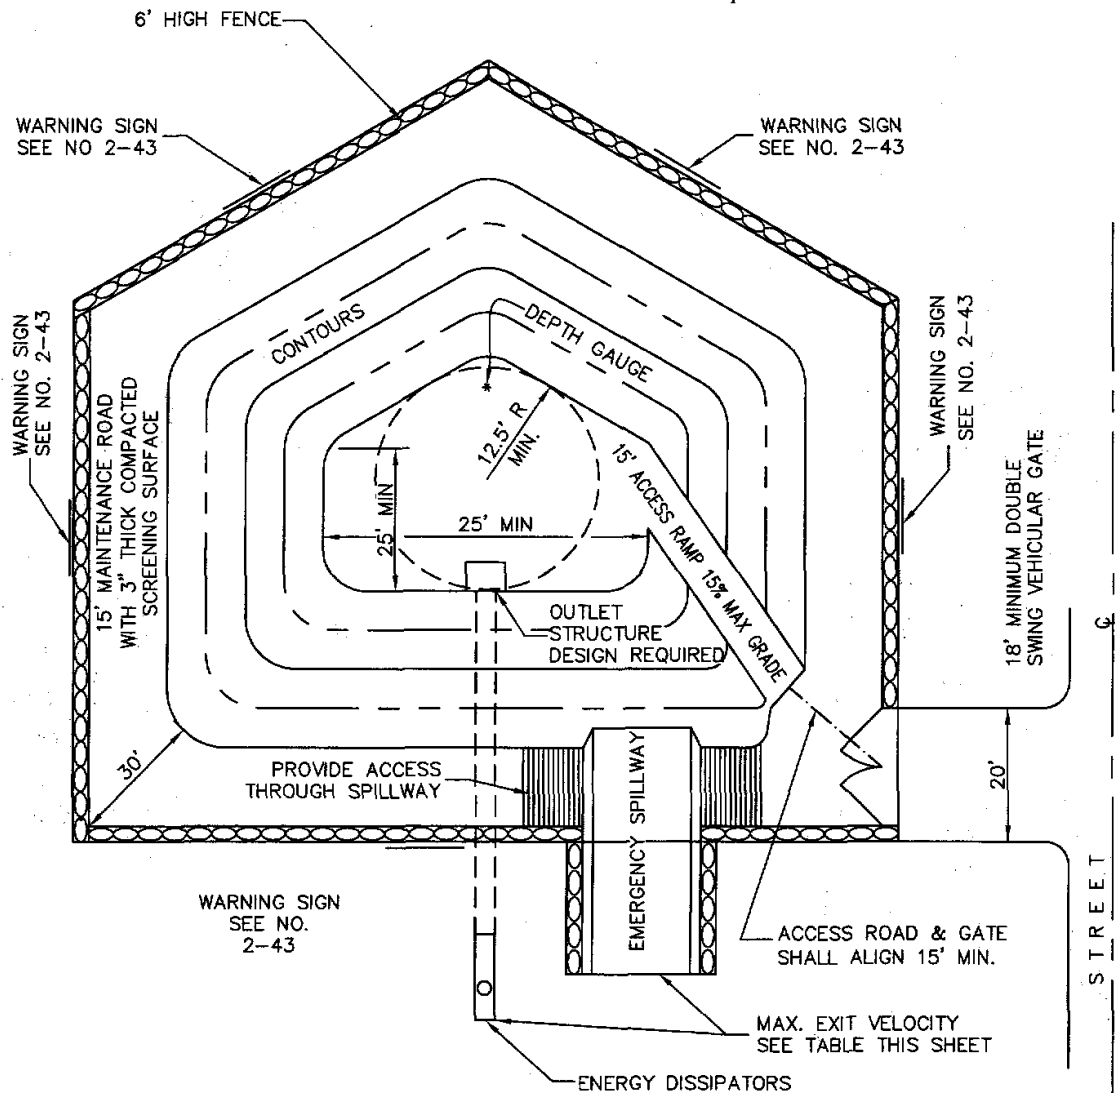 6' HIGH FENCE
WARNING SIGN
SEE NO 2-43
WARNING SIGN
SEE NO. 2-43
WARNING SIGN
SEE NO. 2-43
CONTOURS
DEPTH GAUGE
WARNING SIGN
SEE NO. 2-43
15' MAINTENANCE ROAD
WITH 3" THICK COMPACTED
SCREENING SURFACE
12.5' R
MIN.
25' MIN
25' MIN
15' ACCESS RAMP 15% MAX GRADE
18' MINIMUM DOUBLE
SWING VEHICULAR GATE
OUTLET
STRUCTURE
DESIGN REQUIRED
30'
PROVIDE ACCESS
THROUGH SPILLWAY
EMERGENCY SPILLWAY
20'
WARNING SIGN
SEE NO.
2-43
ACCESS ROAD & GATE
SHALL ALIGN 15' MIN.
STREET
MAX. EXIT VELOCITY
SEE TABLE THIS SHEET
ENERGY DISSIPATORS